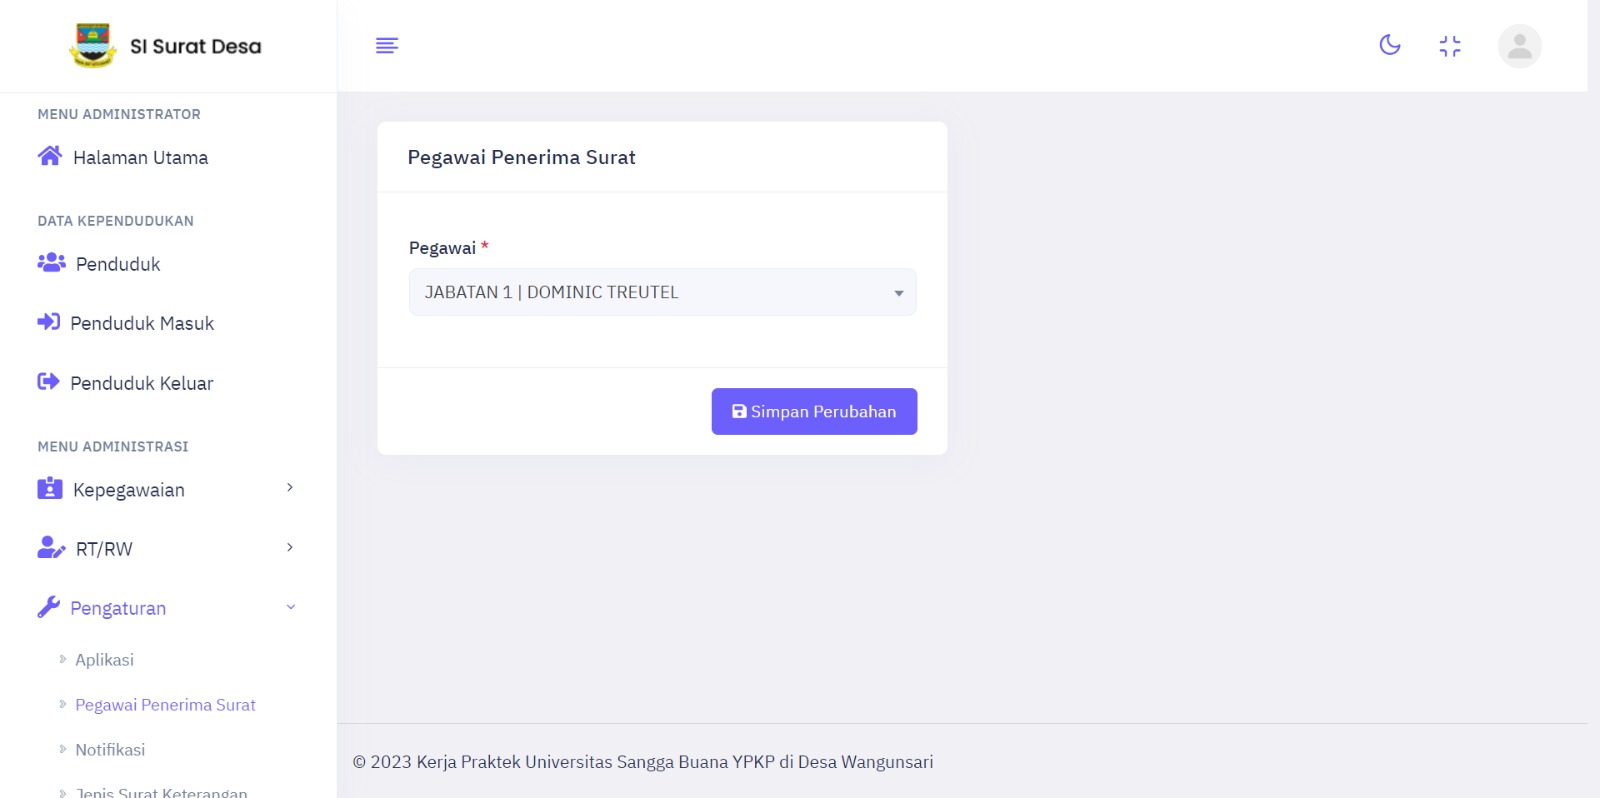 SI Surat Desa
MENU ADMINISTRATOR
Halaman Utama
DATA KEPENDUDUKAN
Penduduk
Penduduk Masuk
Penduduk Keluar
MENU ADMINISTRASI
Kepegawaian
RT/RW
Pengaturan
Aplikasi
Pegawai Penerima Surat
Notifikasi
Jenis Surat Keterangan
Pegawai Penerima Surat
Pegawai *
JABATAN 1 | DOMINIC TREUTEL
Simpan Perubahan
© 2023 Kerja Praktek Universitas Sangga Buana YPKP di Desa Wangunsari